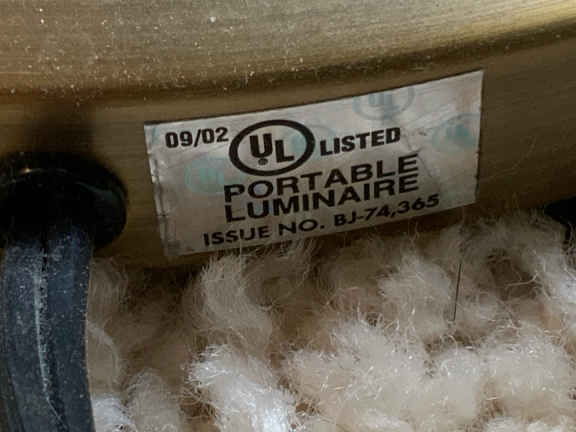 09/02 UL LISTED
PORTABLE
LUMINAIRE
ISSUE NO. BJ-74,365